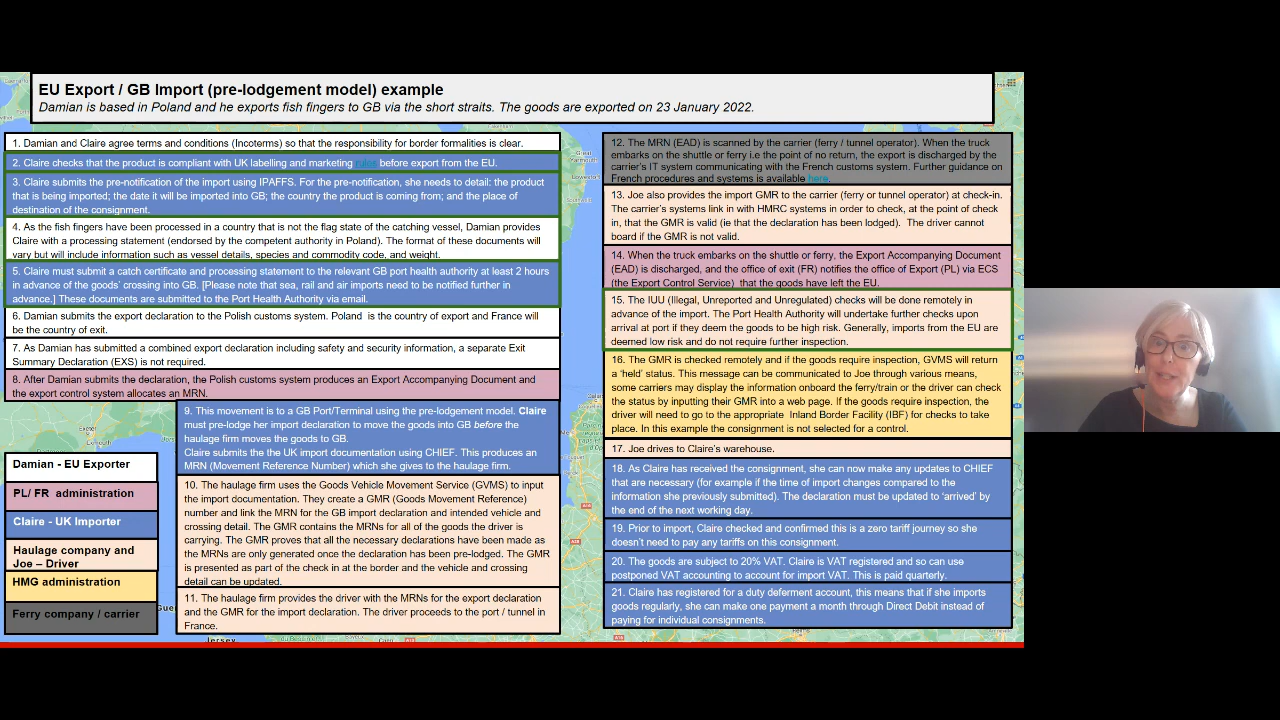 EU Export / GB Import (pre-lodgement model) example
Damian is based in Poland and he exports fish fingers to GB via the short straits. The goods are exported on 23 January 2022.
1. Damian and Claire agree terms and conditions (Incoterms) so that the responsibility for border formalities is clear.
2. Claire checks that the product is compliant with UK labelling and marketing rules before export from the EU.
3. Claire submits the pre-notification of the import using IPAFFS. For the pre-notification, she needs to detail: the product
that is being imported; the date it will be imported into GB; the country the product is coming from; and the place of
destination of the consignment.
4. As the fish fingers have been processed in a country that is not the flag state of the catching vessel, Damian provides
Claire with a processing statement (endorsed by the competent authority in Poland). The format of these documents will
vary but will include information such as vessel details, species and commodity code, and weight.
5. Claire must submit a catch certificate and processing statement to the relevant GB port health authority at least 2 hours
in advance of the goods' crossing into GB. [Please note that sea, rail and air imports need to be notified further in
advance.] These documents are submitted to the Port Health Authority via email.
6. Damian submits the export declaration to the Polish customs system. Poland is the country of export and France will
be the country of exit.
7. As Damian has submitted a combined export declaration including safety and security information, a separate Exit
Summary Declaration (EXS) is not required.
8. After Damian submits the declaration, the Polish customs system produces an Export Accompanying Document and
the export control system allocates an MRN.
9. This movement is to a GB Port/Terminal using the pre-lodgement model. Claire
must pre-lodge her import declaration to move the goods into GB before the
haulage firm moves the goods to GB.
Claire submits the the UK import documentation using CHIEF. This produces an
MRN (Movement Reference Number) which she gives to the haulage firm.
10. The haulage firm uses the Goods Vehicle Movement Service (GVMS) to input
the import documentation. They create a GMR (Goods Movement Reference)
number and link the MRN for the GB import declaration and intended vehicle and
crossing detail. The GMR contains the MRNs for all of the goods the driver is
carrying. The GMR proves that all the necessary declarations have been made as
the MRNs are only generated once the declaration has been pre-lodged. The GMR
is presented as part of the check in at the border and the vehicle and crossing
detail can be updated.
11. The haulage firm provides the driver with the MRNs for the export declaration
and the GMR for the import declaration. The driver proceeds to the port / tunnel in
France.
Damian - EU Exporter
PL/ FR administration
Claire - UK Importer
Haulage company and
Joe – Driver
HMG administration
Ferry company / carrier
12. The MRN (EAD) is scanned by the carrier (ferry / tunnel operator). When the truck
embarks on the shuttle or ferry i.e the point of no return, the export is discharged by the
carrier's IT system communicating with the French customs system. Further guidance on
French procedures and systems is available here.
13. Joe also provides the import GMR to the carrier (ferry or tunnel operator) at check-in.
The carrier's systems link in with HMRC systems in order to check, at the point of check
in, that the GMR is valid (ie that the declaration has been lodged). The driver cannot
board if the GMR is not valid.
14. When the truck embarks on the shuttle or ferry, the Export Accompanying Document
(EAD) is discharged, and the office of exit (FR) notifies the office of Export (PL) via ECS
(the Export Control Service) that the goods have left the EU.
15. The IUU (Illegal, Unreported and Unregulated) checks will be done remotely in
advance of the import. The Port Health Authority will undertake further checks upon
arrival at port if they deem the goods to be high risk. Generally, imports from the EU are
deemed low risk and do not require further inspection.
16. The GMR is checked remotely and if the goods require inspection, GVMS will return
a 'held' status. This message can be communicated to Joe through various means,
some carriers may display the information onboard the ferry/train or the driver can check
the status by inputting their GMR into a web page. If the goods require inspection, the
driver will need to go to the appropriate Inland Border Facility (IBF) for checks to take
place. In this example the consignment is not selected for a control.
17. Joe drives to Claire's warehouse.
18. As Claire has received the consignment, she can now make any updates to CHIEF
that are necessary (for example if the time of import changes compared to the
information she previously submitted). The declaration must be updated to 'arrived' by
the end of the next working day.
19. Prior to import, Claire checked and confirmed this is a zero tariff journey so she
doesn't need to pay any tariffs on this consignment.
20. The goods are subject to 20% VAT. Claire is VAT registered and so can use
postponed VAT accounting to account for import VAT. This is paid quarterly.
21. Claire has registered for a duty deferment account, this means that if she imports
goods regularly, she can make one payment a month through Direct Debit instead of
paying for individual consignments.
Exeter
Jersey